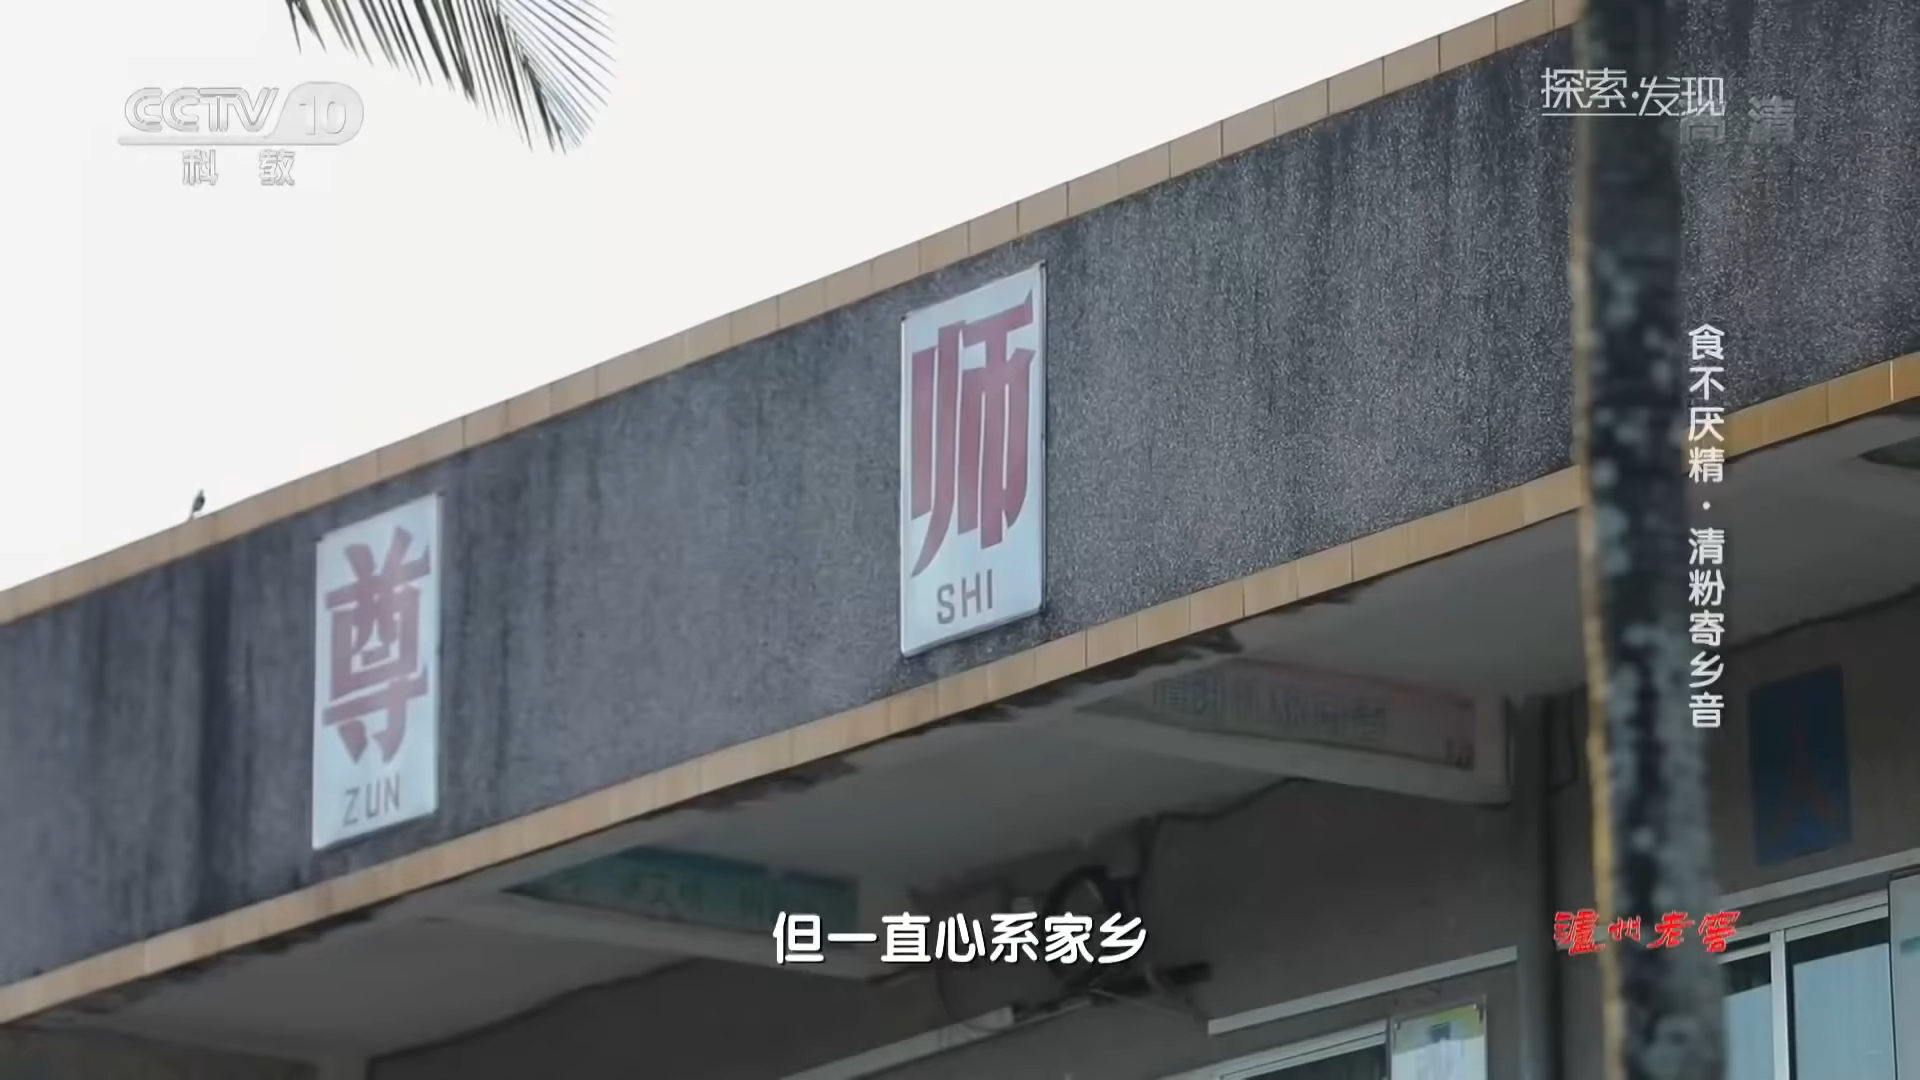 CCTV 10
科 教
探索·发现
高清
食不厌精·清粉寄乡音
师
SHI
尊
ZUN
人
但一直心系家乡
泸州老窖